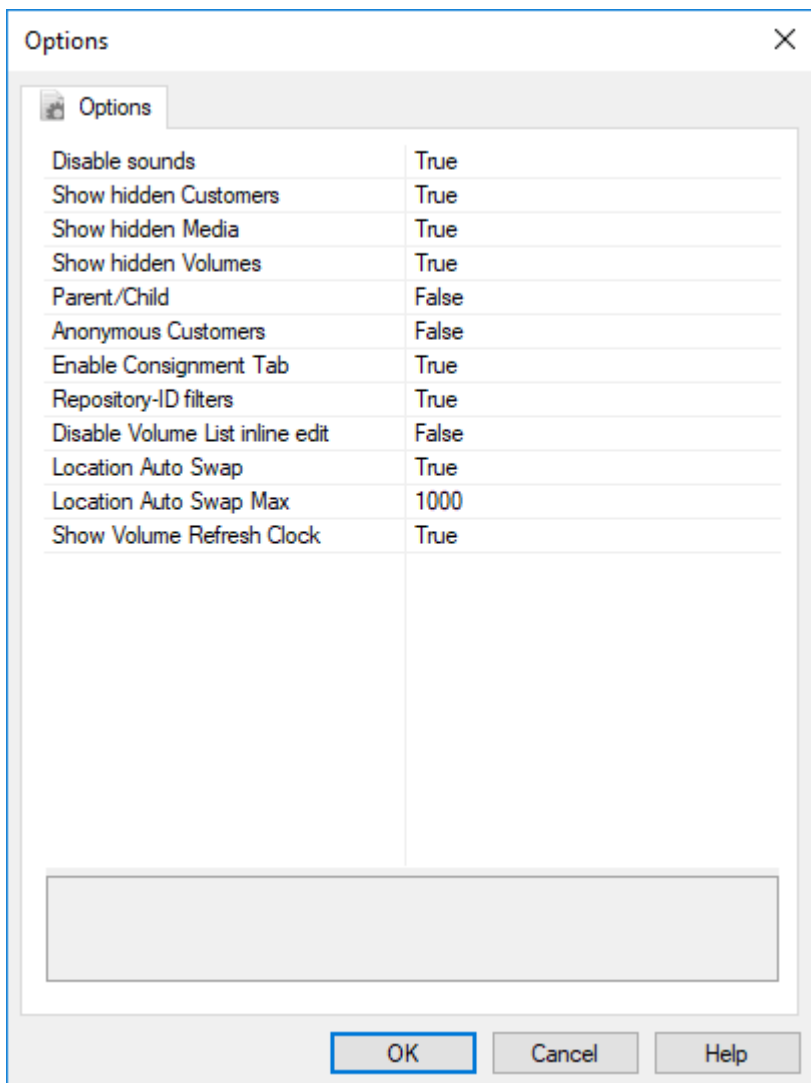 Options
Options
Disable sounds True
Show hidden Customers True
Show hidden Media True
Show hidden Volumes True
Parent/Child False
Anonymous Customers False
Enable Consignment Tab True
Repository-ID filters True
Disable Volume List inline edit False
Location Auto Swap True
Location Auto Swap Max 1000
Show Volume Refresh Clock True
OK Cancel Help